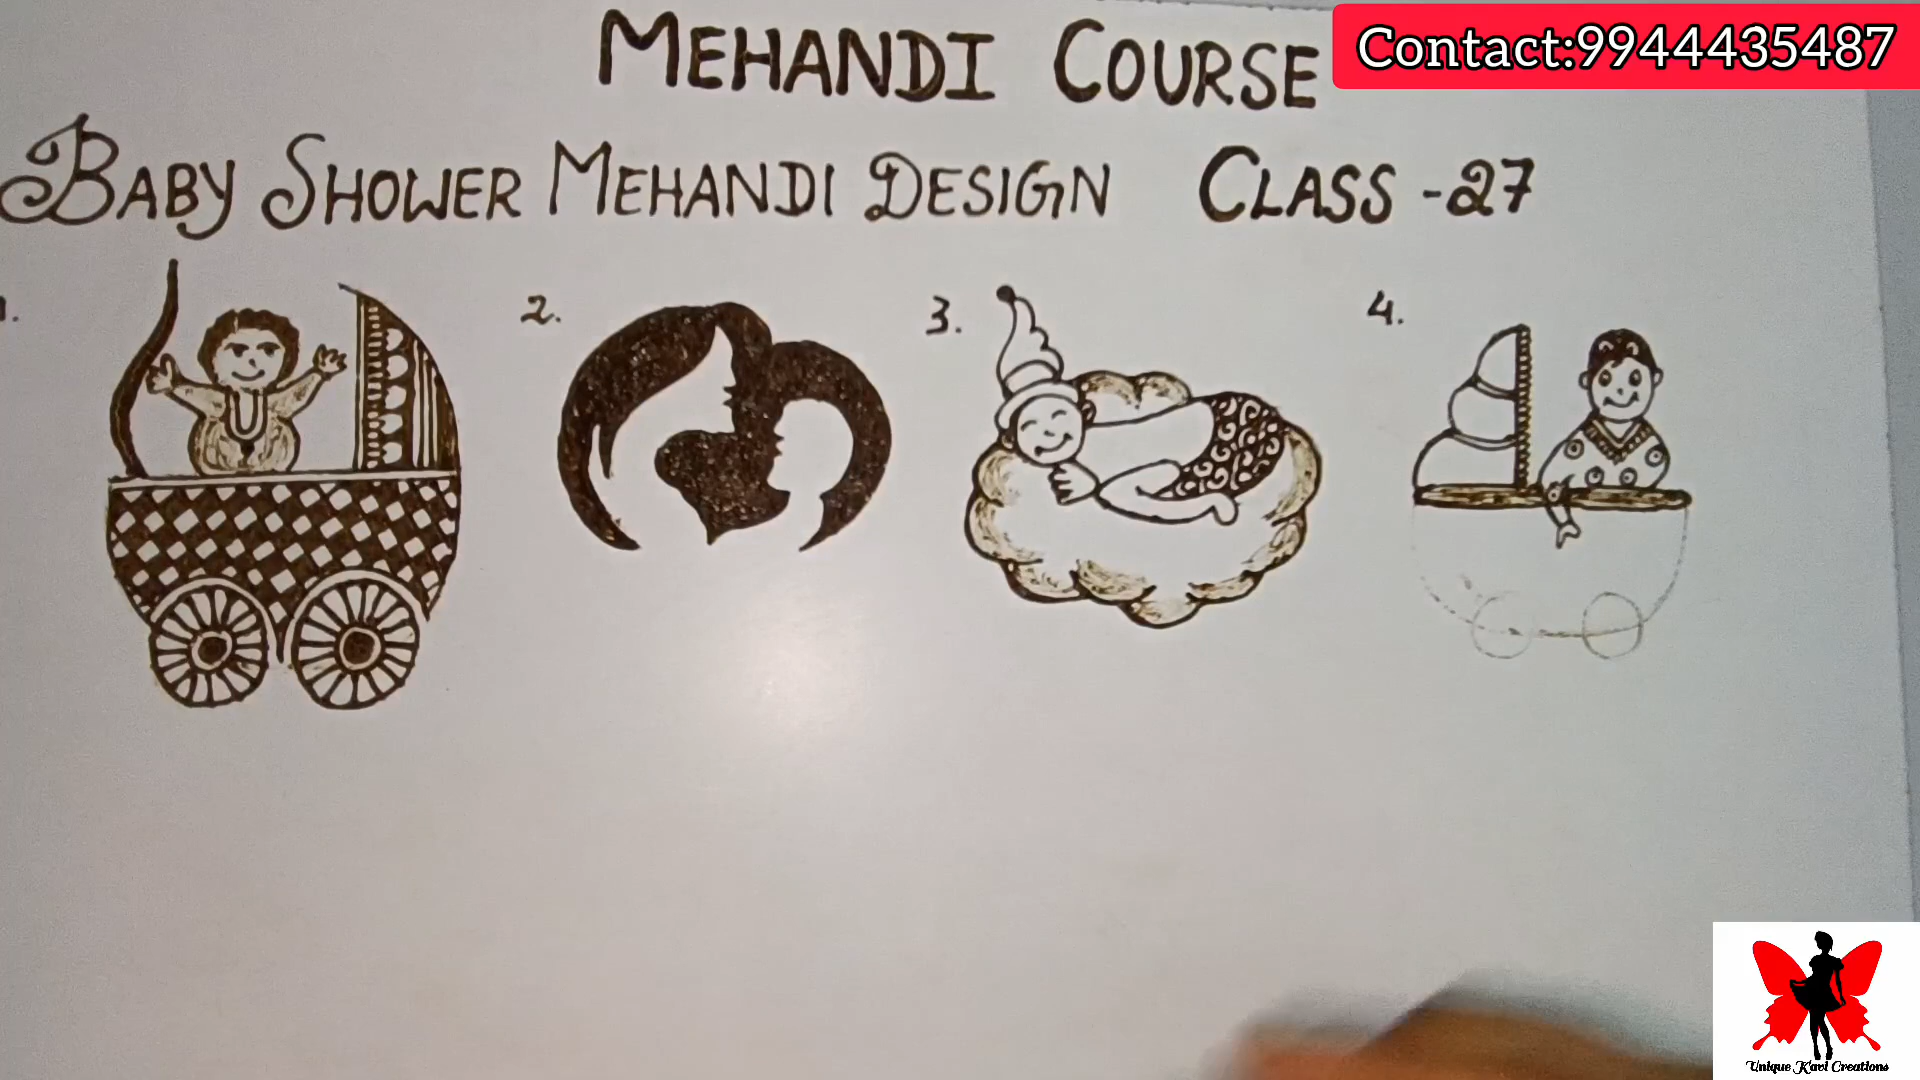 MEHANDI COURSE
Contact:9944435487
BABY SHOWER MEHANDI DESIGN CLASS -27
1.
2.
3.
4.
Unique Kavi Creations